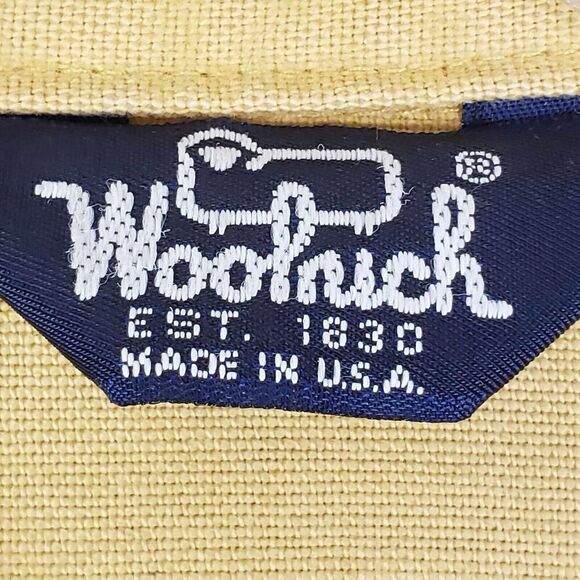 Woolrich ®
EST. 1830
MADE IN U.S.A.